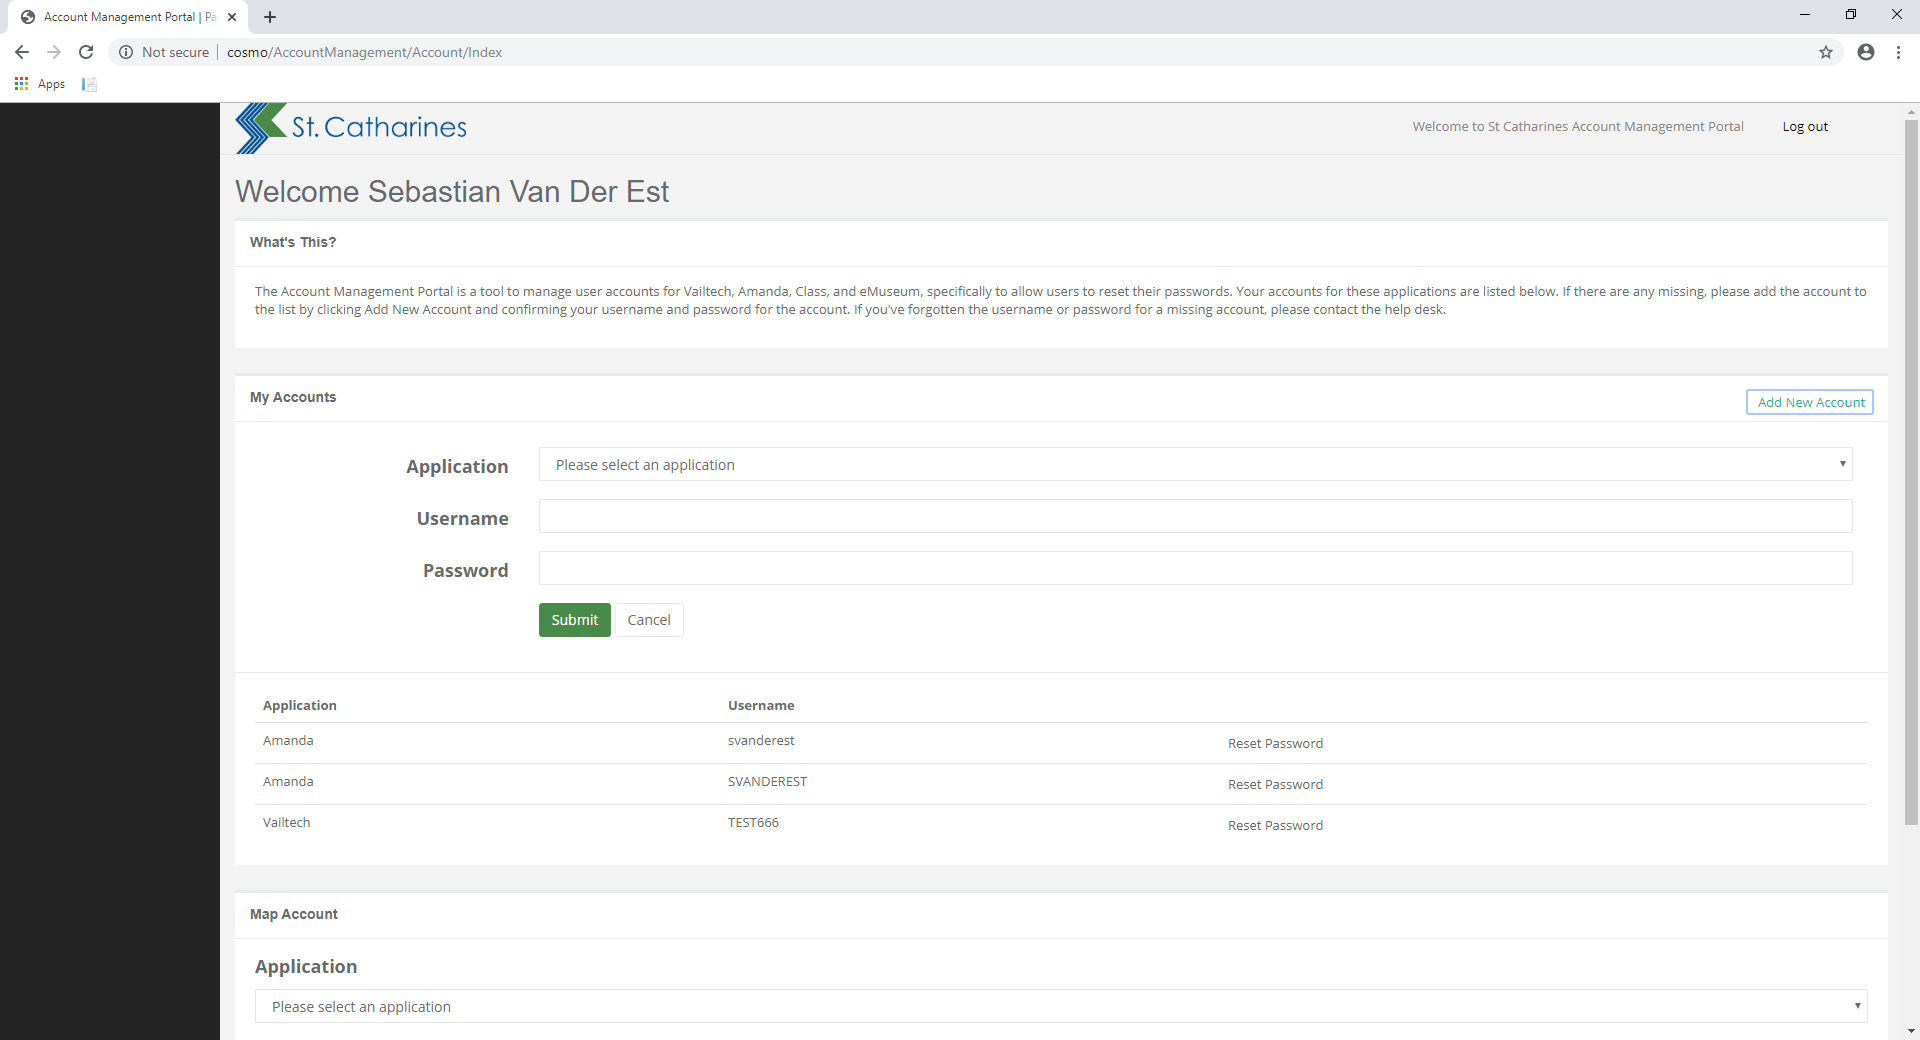 Account Management Portal | Pa
Not secure
cosmo/AccountManagement/Account/Index
Apps
St. Catharines
Welcome to St Catharines Account Management Portal
Log out
Welcome Sebastian Van Der Est
What's This?
The Account Management Portal is a tool to manage user accounts for Vailtech, Amanda, Class, and eMuseum, specifically to allow users to reset their passwords. Your accounts for these applications are listed below. If there are any missing, please add the account to
the list by clicking Add New Account and confirming your username and password for the account. If you've forgotten the username or password for a missing account, please contact the help desk.
My Accounts
Add New Account
Application
Please select an application
Username
Password
Submit
Cancel
Application Username
Amanda svanderest Reset Password
Amanda SVANDEREST Reset Password
Vailtech TEST666 Reset Password
Map Account
Application
Please select an application